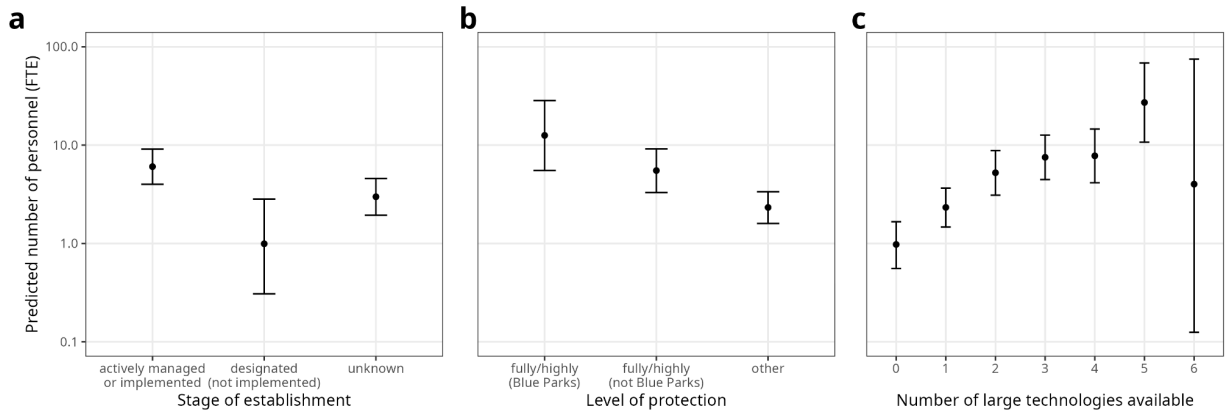 a
b
c
Predicted number of personnel (FTE)
100.0
10.0
1.0
0.1
actively managed
or implemented
designated
(not implemented)
unknown
Stage of establishment
fully/highly
(Blue Parks)
fully/highly
(not Blue Parks)
other
Level of protection
0
1
2
3
4
5
6
Number of large technologies available